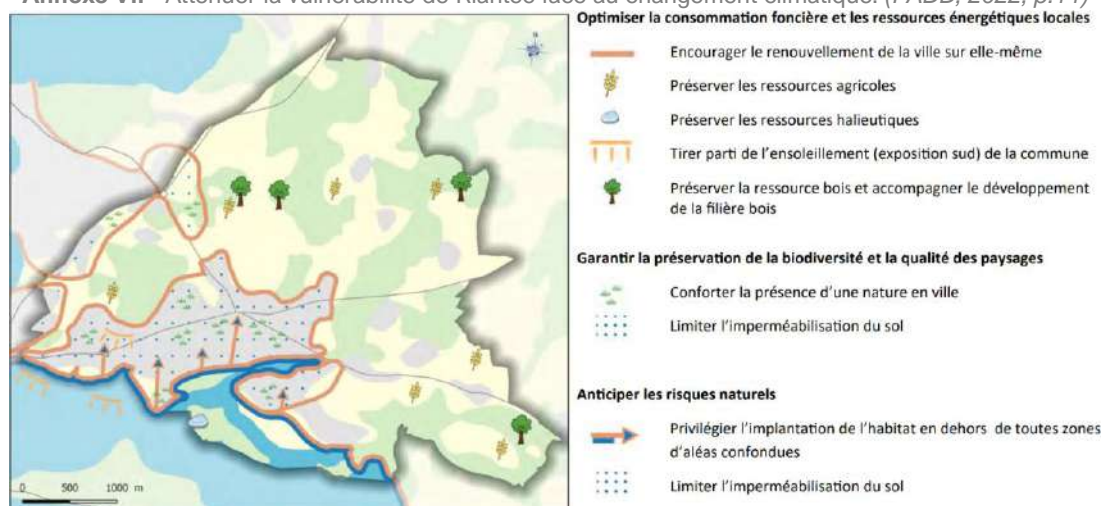 Annexe VII - Atténuer la vulnérabilité de Riantec face au changement climatique. (PADD, 2022, p.11)
Optimiser la consommation foncière et les ressources énergétiques locales
Encourager le renouvellement de la ville sur elle-même
Préserver les ressources agricoles
Préserver les ressources halieutiques
Tirer parti de l'ensoleillement (exposition sud) de la commune
Préserver la ressource bois et accompagner le développement
de la filière bois
Garantir la préservation de la biodiversité et la qualité des paysages
Conforter la présence d'une nature en ville
Limiter l'imperméabilisation du sol
Anticiper les risques naturels
Privilégier l'implantation de l'habitat en dehors de toutes zones
d'aléas confondues
Limiter l'imperméabilisation du sol
0 500 1000 m